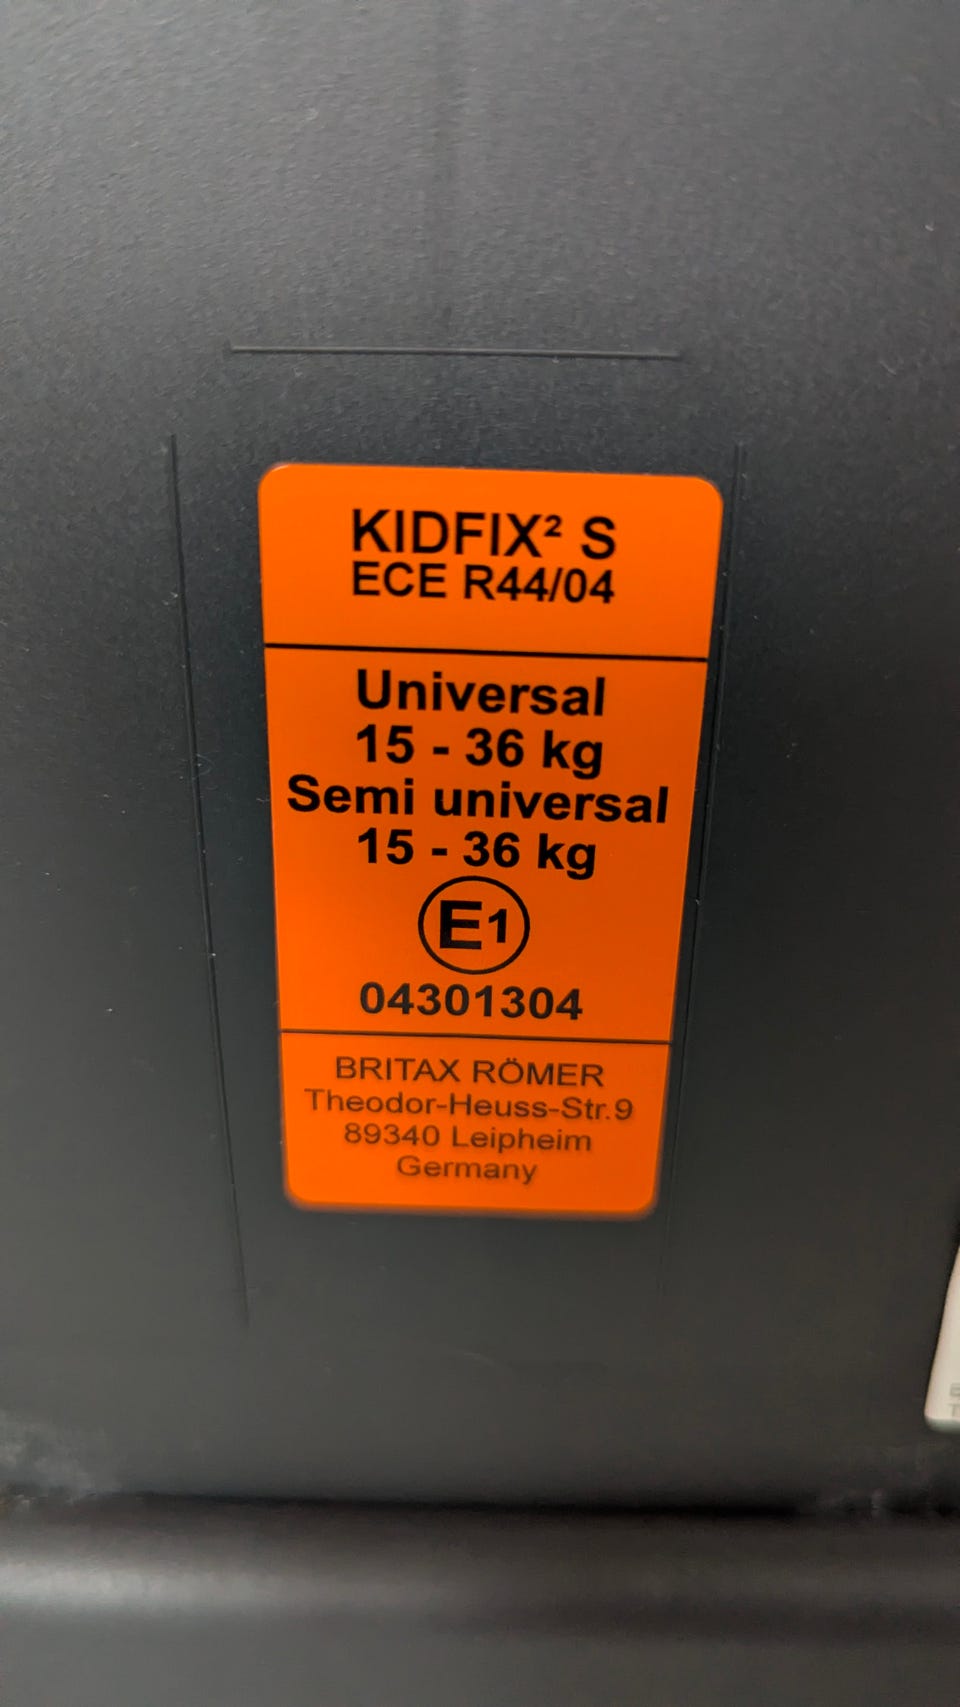 KIDFIX² S
ECE R44/04
Universal
15 - 36 kg
Semi universal
15 - 36 kg
E1
04301304
BRITAX RÖMER
Theodor-Heuss-Str.9
89340 Leipheim
Germany